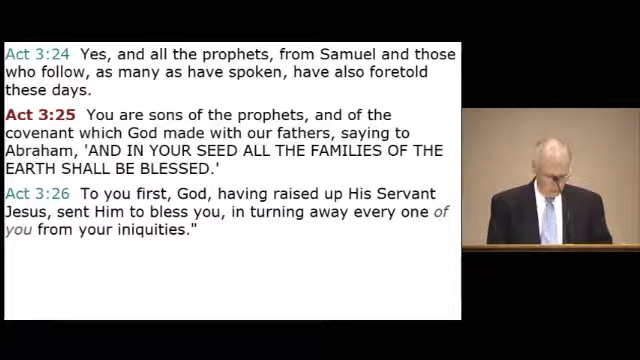 Act 3:24 Yes, and all the prophets, from Samuel and those
who follow, as many as have spoken, have also foretold
these days.
Act 3:25 You are sons of the prophets, and of the
covenant which God made with our fathers, saying to
Abraham, 'AND IN YOUR SEED ALL THE FAMILIES OF THE
EARTH SHALL BE BLESSED.'
Act 3:26 To you first, God, having raised up His Servant
Jesus, sent Him to bless you, in turning away every one of
you from your iniquities."